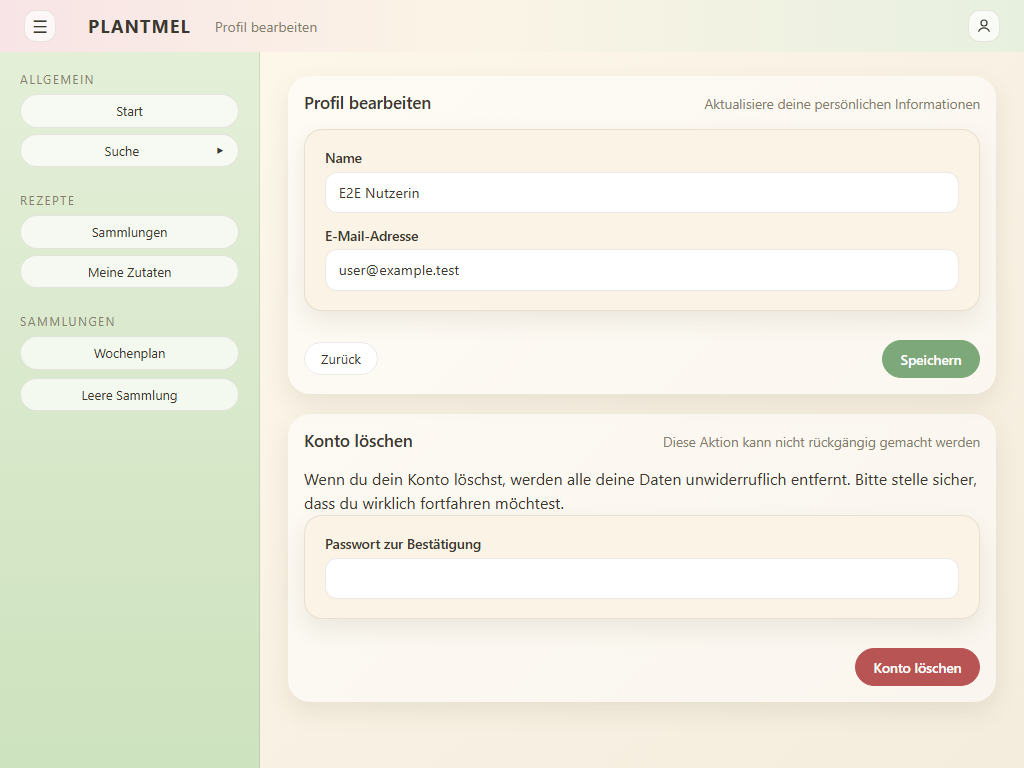 PLANTMEL
Profil bearbeiten
ALLGEMEIN
Start
Suche
REZEPTE
Sammlungen
Meine Zutaten
SAMMLUNGEN
Wochenplan
Leere Sammlung
Profil bearbeiten
Aktualisiere deine persönlichen Informationen
Name
E2E Nutzerin
E-Mail-Adresse
user@example.test
Zurück
Speichern
Konto löschen
Diese Aktion kann nicht rückgängig gemacht werden
Wenn du dein Konto löschst, werden alle deine Daten unwiderruflich entfernt. Bitte stelle sicher,
dass du wirklich fortfahren möchtest.
Passwort zur Bestätigung
Konto löschen